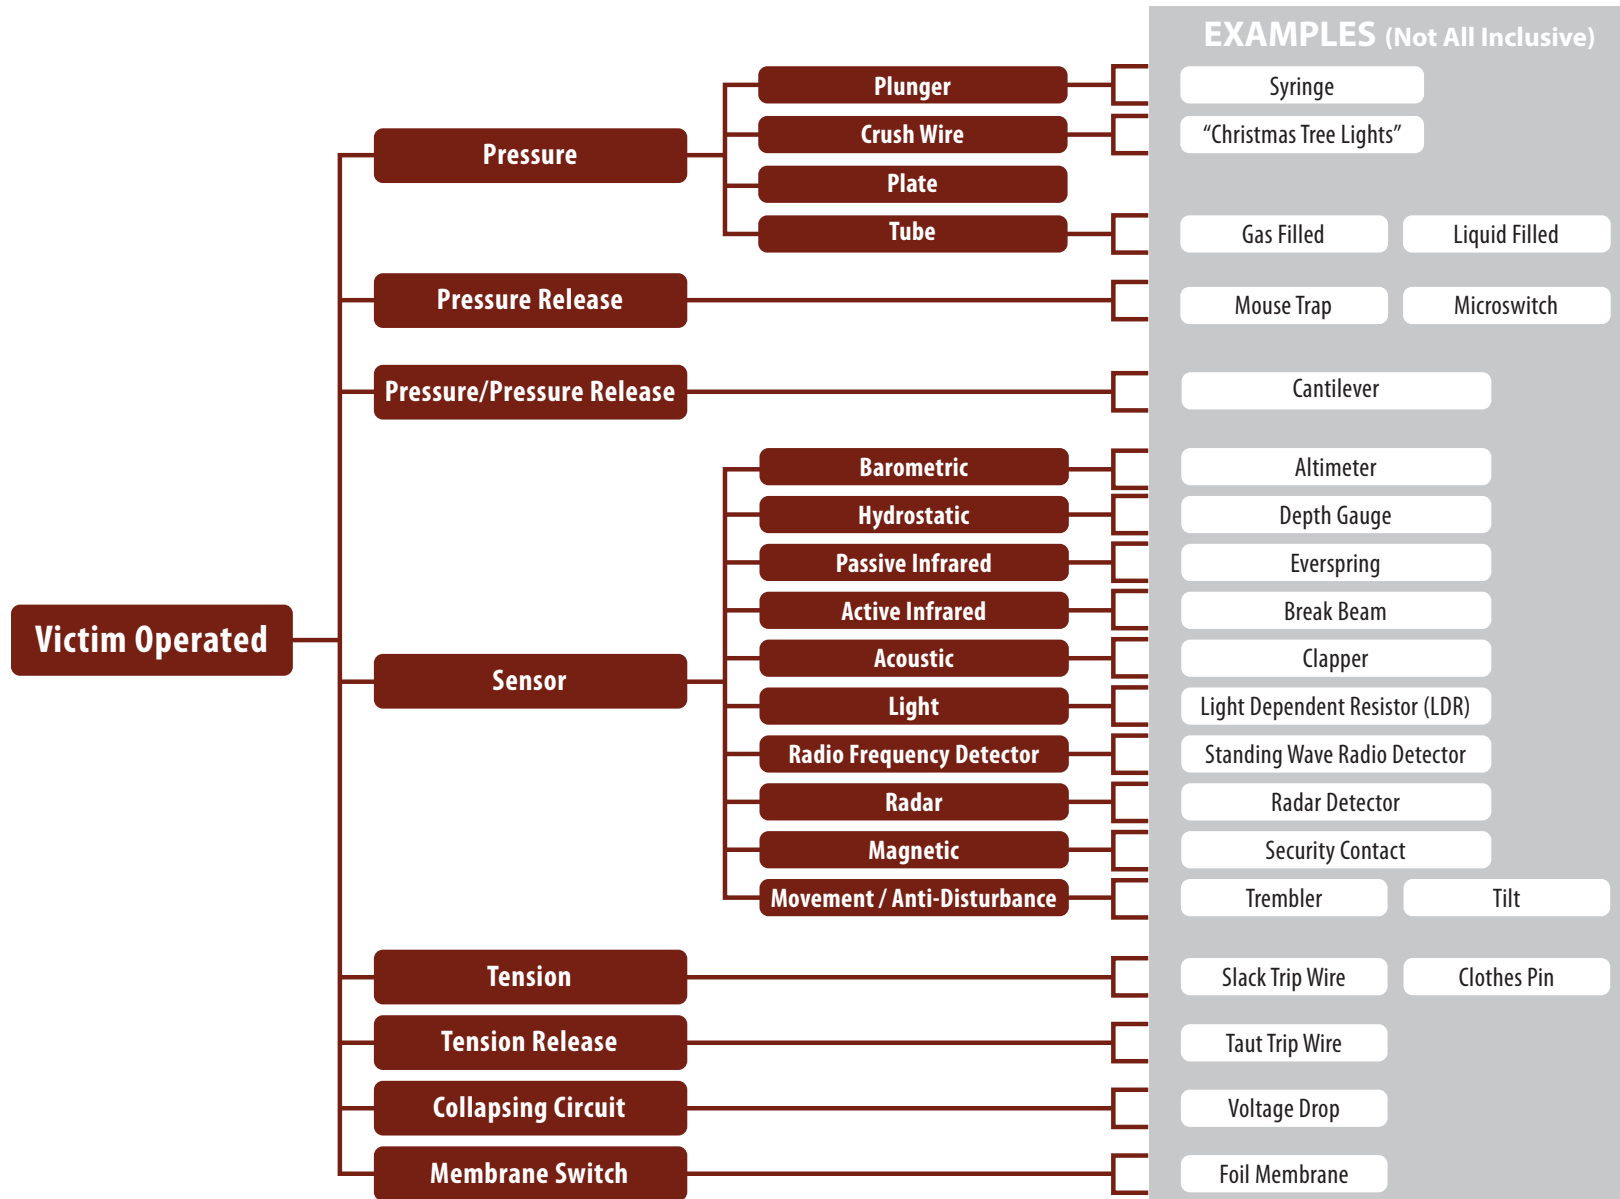 EXAMPLES (Not All Inclusive)
Plunger
Syringe
Crush Wire
“Christmas Tree Lights”
Pressure
Plate
Tube
Gas Filled
Liquid Filled
Pressure Release
Mouse Trap
Microswitch
Pressure/Pressure Release
Cantilever
Barometric
Altimeter
Hydrostatic
Depth Gauge
Passive Infrared
Everspring
Active Infrared
Break Beam
Victim Operated
Acoustic
Clapper
Sensor
Light
Light Dependent Resistor (LDR)
Radio Frequency Detector
Standing Wave Radio Detector
Radar
Radar Detector
Magnetic
Security Contact
Movement / Anti-Disturbance
Trembler
Tilt
Tension
Slack Trip Wire
Clothes Pin
Tension Release
Taut Trip Wire
Collapsing Circuit
Voltage Drop
Membrane Switch
Foil Membrane